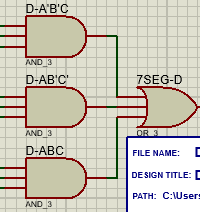 D-A'B'C
AND_3
D-AB'C'
7SEG-D
AND_3
OR_3
D-ABC
FILE NAME: D
DESIGN TITLE: D
AND_3
PATH: C:\Users